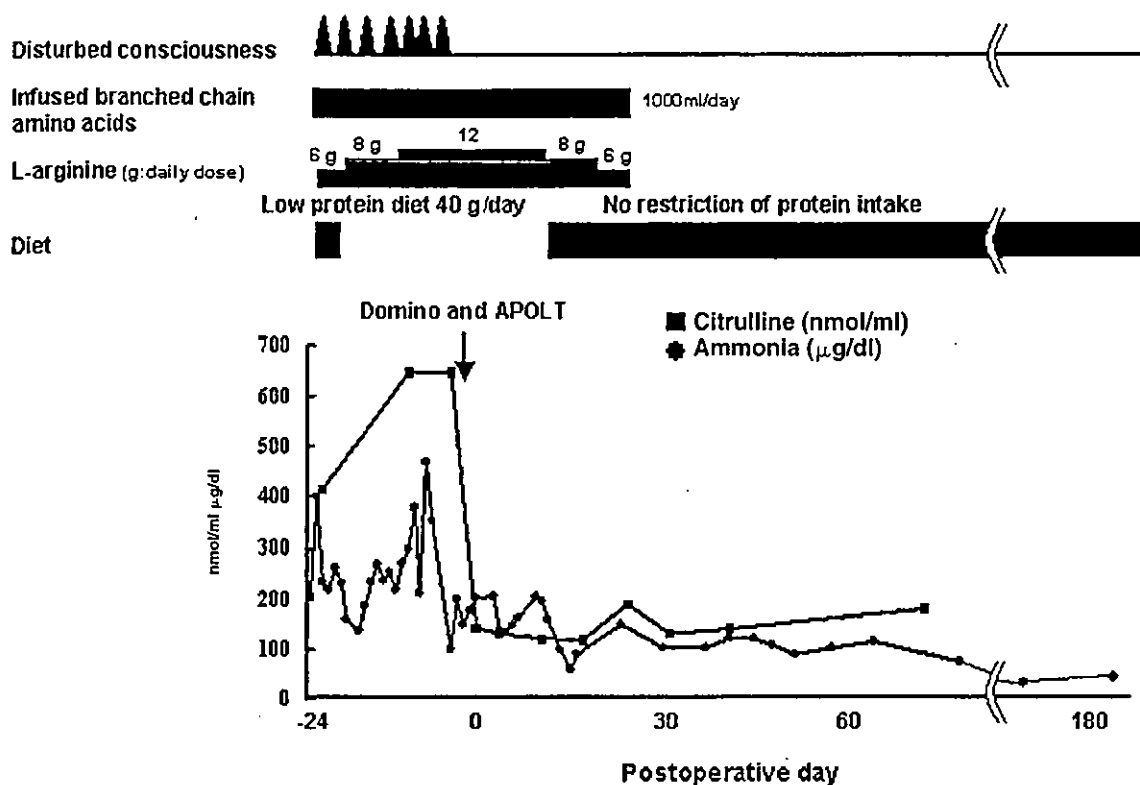 Disturbed consciousness
Infused branched chain
amino acids
1000ml/day
12
8 g
8 g
6 g
6 g
L-arginine (g:daily dose)
Low protein diet 40 g/day
No restriction of protein intake
Diet
Domino and APOLT
Citrulline (nmol/ml)
Ammonia (μg/dl)
700
600
500
400
300
200
100
0
nmol/ml μg/dl
-24
0
30
60
180
Postoperative day